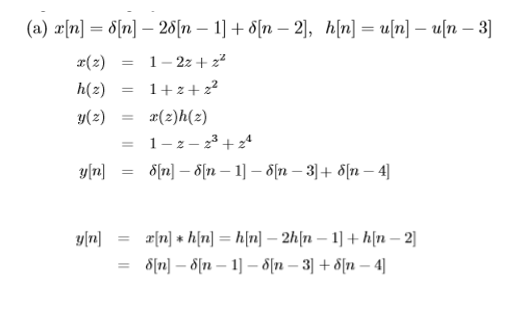 (a) x[n] = δ[n] − 2δ[n − 1] + δ[n − 2], h[n] = u[n] − u[n − 3]
x(z) = 1 − 2z + z²
h(z) = 1 + z + z²
y(z) = x(z)h(z)
= 1 − z − z³ + z⁴
y[n] = δ[n] − δ[n − 1] − δ[n − 3] + δ[n − 4]
y[n] = x[n] ∗ h[n] = h[n] − 2h[n − 1] + h[n − 2]
= δ[n] − δ[n − 1] − δ[n − 3] + δ[n − 4]